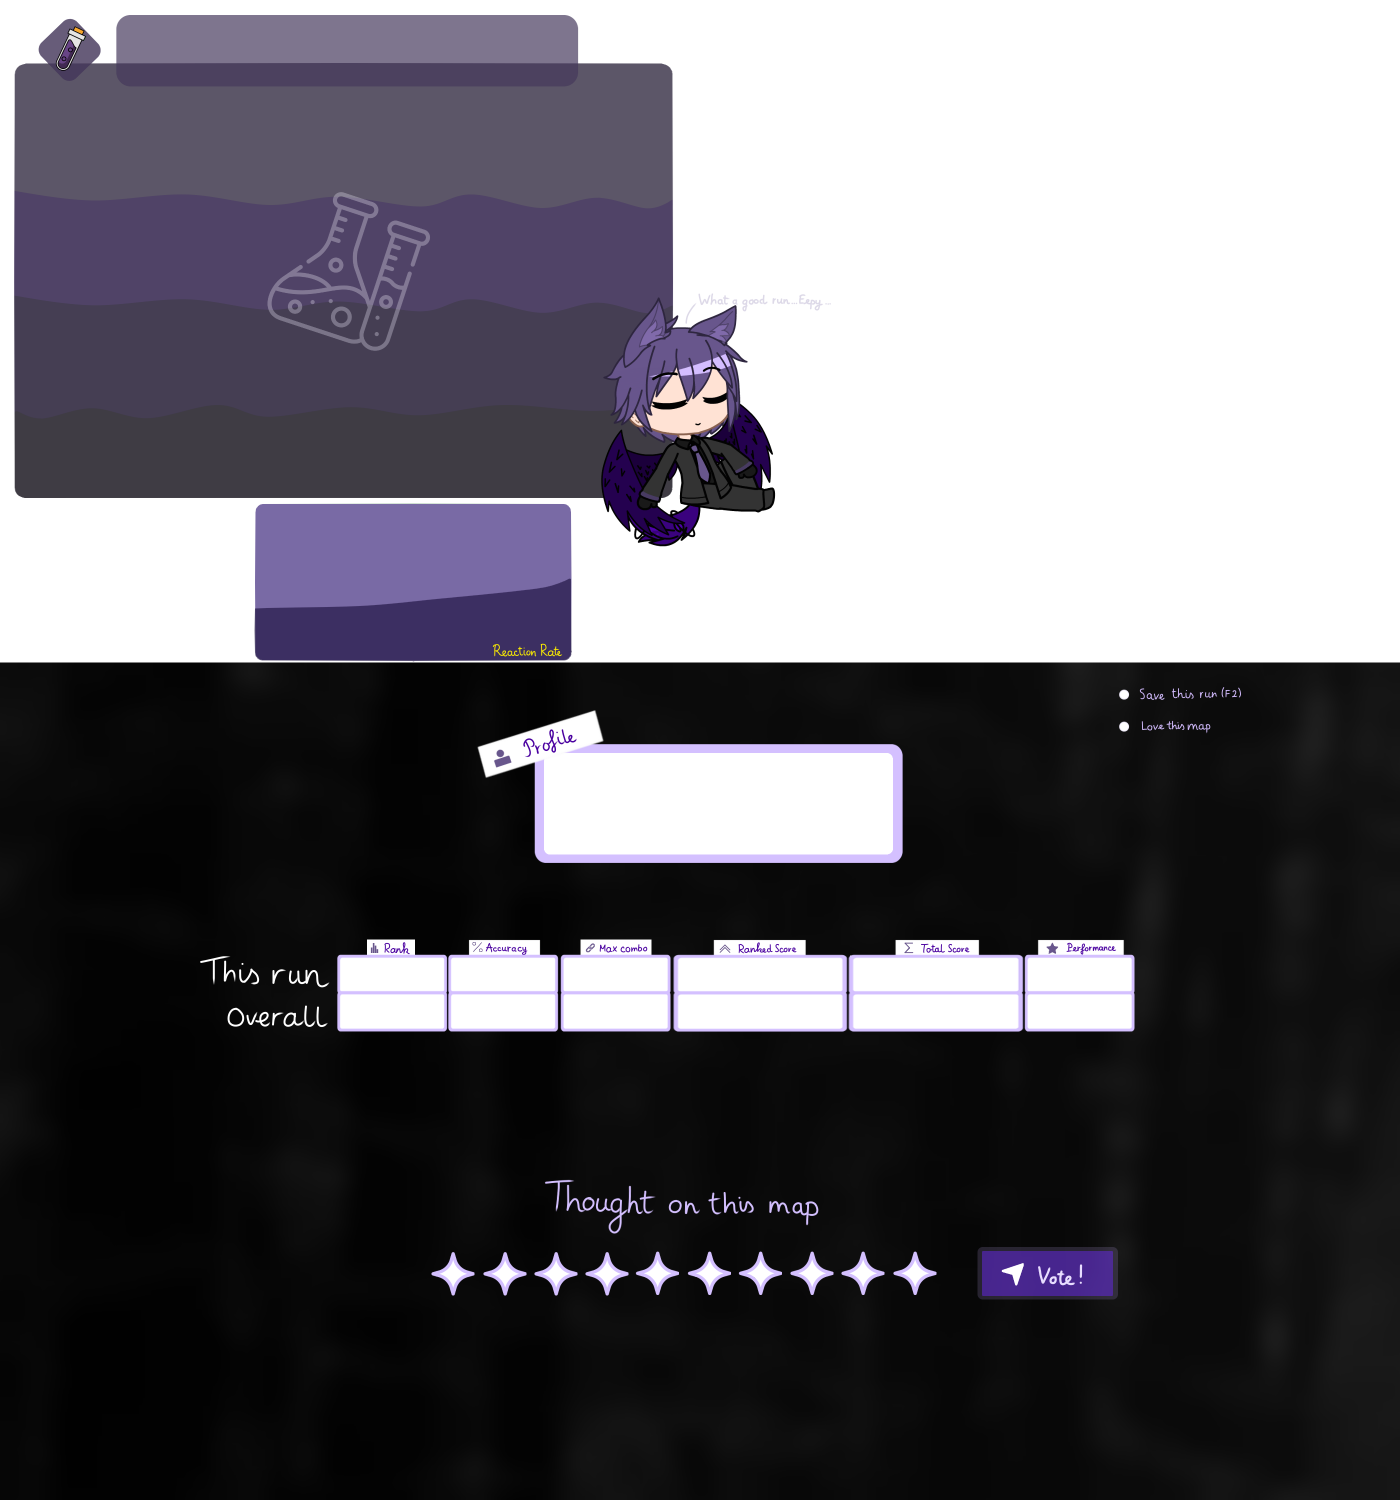 What a good run...Eepy...
Reaction Rate
Save this run (F2)
Love this map
Profile
Rank
Accuracy
Max combo
Ranked Score
Total Score
Performance
This run
Overall
Thought on this map
Vote!